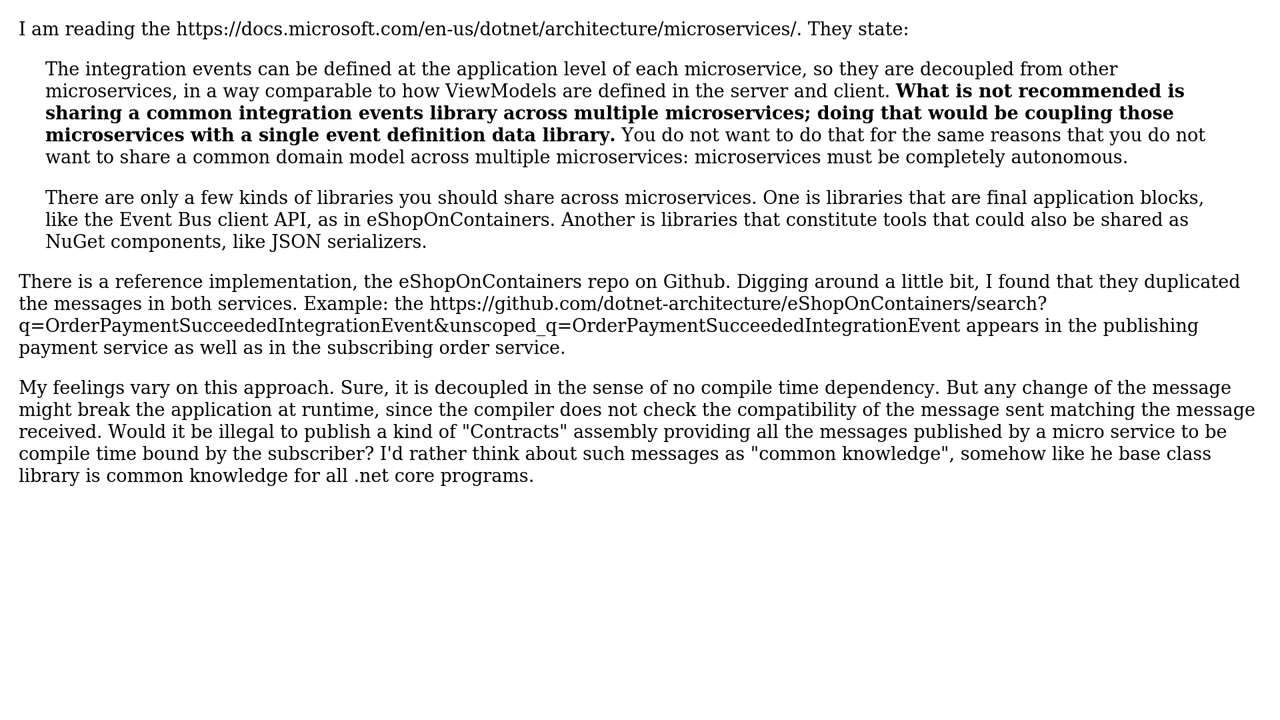 I am reading the https://docs.microsoft.com/en-us/dotnet/architecture/microservices/. They state:
The integration events can be defined at the application level of each microservice, so they are decoupled from other
microservices, in a way comparable to how ViewModels are defined in the server and client. What is not recommended is
sharing a common integration events library across multiple microservices; doing that would be coupling those
microservices with a single event definition data library. You do not want to do that for the same reasons that you do not
want to share a common domain model across multiple microservices: microservices must be completely autonomous.
There are only a few kinds of libraries you should share across microservices. One is libraries that are final application blocks,
like the Event Bus client API, as in eShopOnContainers. Another is libraries that constitute tools that could also be shared as
NuGet components, like JSON serializers.
There is a reference implementation, the eShopOnContainers repo on Github. Digging around a little bit, I found that they duplicated
the messages in both services. Example: the https://github.com/dotnet-architecture/eShopOnContainers/search?
q=OrderPaymentSucceededIntegrationEvent&unscoped_q=OrderPaymentSucceededIntegrationEvent appears in the publishing
payment service as well as in the subscribing order service.
My feelings vary on this approach. Sure, it is decoupled in the sense of no compile time dependency. But any change of the message
might break the application at runtime, since the compiler does not check the compatibility of the message sent matching the message
received. Would it be illegal to publish a kind of "Contracts" assembly providing all the messages published by a micro service to be
compile time bound by the subscriber? I'd rather think about such messages as "common knowledge", somehow like he base class
library is common knowledge for all .net core programs.